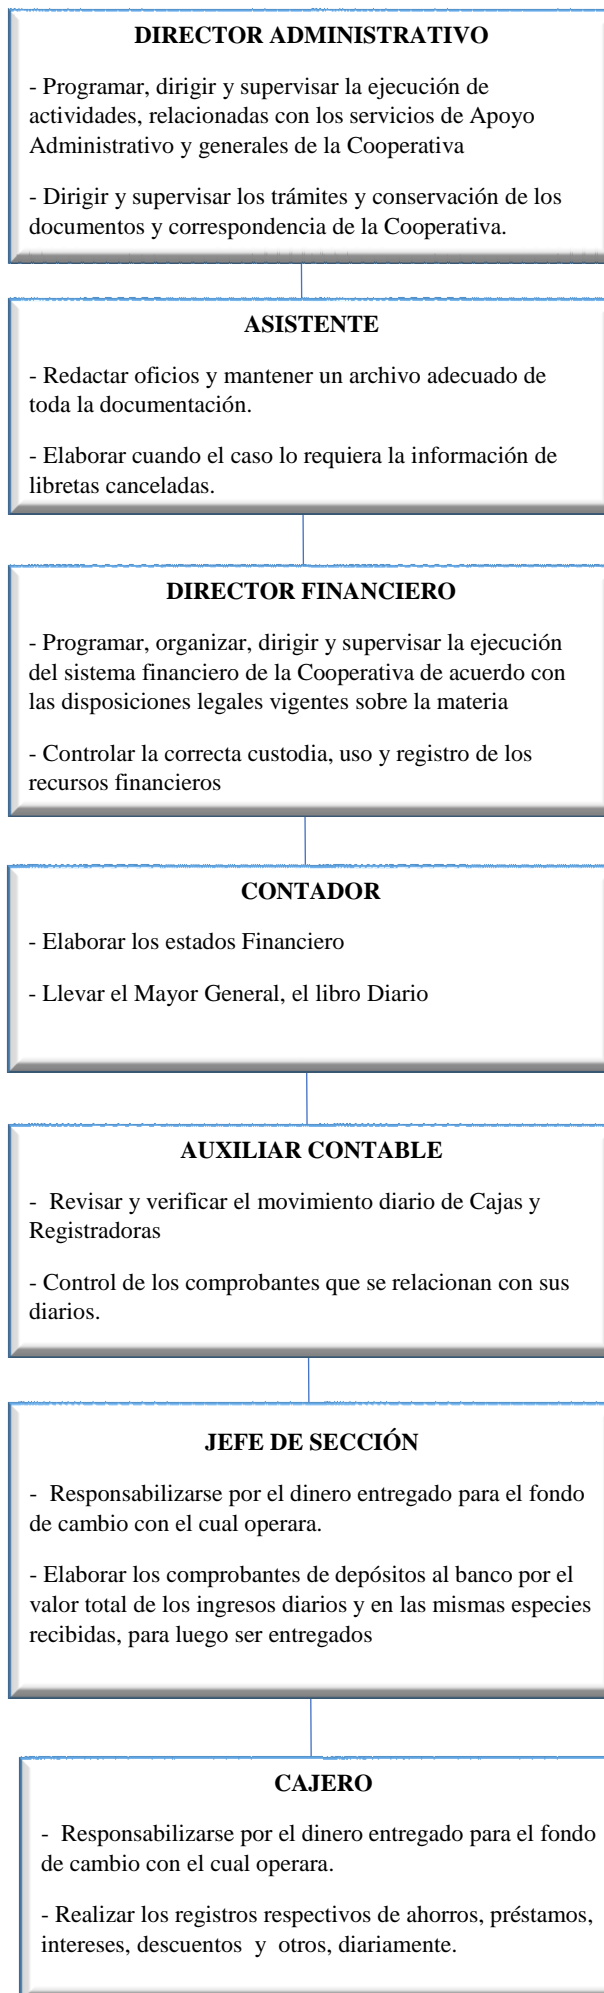 DIRECTOR ADMINISTRATIVO
- Programar, dirigir y supervisar la ejecución de
actividades, relacionadas con los servicios de Apoyo
Administrativo y generales de la Cooperativa
- Dirigir y supervisar los trámites y conservación de los
documentos y correspondencia de la Cooperativa.
ASISTENTE
- Redactar oficios y mantener un archivo adecuado de
toda la documentación.
- Elaborar cuando el caso lo requiera la información de
libretas canceladas.
DIRECTOR FINANCIERO
- Programar, organizar, dirigir y supervisar la ejecución
del sistema financiero de la Cooperativa de acuerdo con
las disposiciones legales vigentes sobre la materia
- Controlar la correcta custodia, uso y registro de los
recursos financieros
CONTADOR
- Elaborar los estados Financiero
- Llevar el Mayor General, el libro Diario
AUXILIAR CONTABLE
- Revisar y verificar el movimiento diario de Cajas y
Registradoras
- Control de los comprobantes que se relacionan con sus
diarios.
JEFE DE SECCIÓN
- Responsabilizarse por el dinero entregado para el fondo
de cambio con el cual operara.
- Elaborar los comprobantes de depósitos al banco por el
valor total de los ingresos diarios y en las mismas especies
recibidas, para luego ser entregados
CAJERO
- Responsabilizarse por el dinero entregado para el fondo
de cambio con el cual operara.
- Realizar los registros respectivos de ahorros, préstamos,
intereses, descuentos y otros, diariamente.